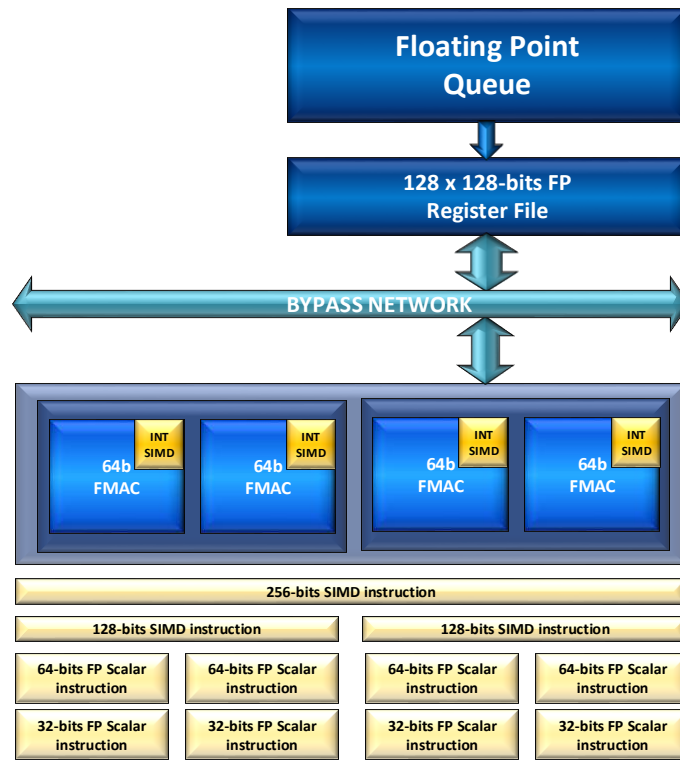 Floating Point
Queue
128 x 128-bits FP
Register File
BYPASS NETWORK
INT
SIMD
64b
FMAC
INT
SIMD
64b
FMAC
INT
SIMD
64b
FMAC
INT
SIMD
64b
FMAC
256-bits SIMD instruction
128-bits SIMD instruction
128-bits SIMD instruction
64-bits FP Scalar
instruction
64-bits FP Scalar
instruction
64-bits FP Scalar
instruction
64-bits FP Scalar
instruction
32-bits FP Scalar
instruction
32-bits FP Scalar
instruction
32-bits FP Scalar
instruction
32-bits FP Scalar
instruction